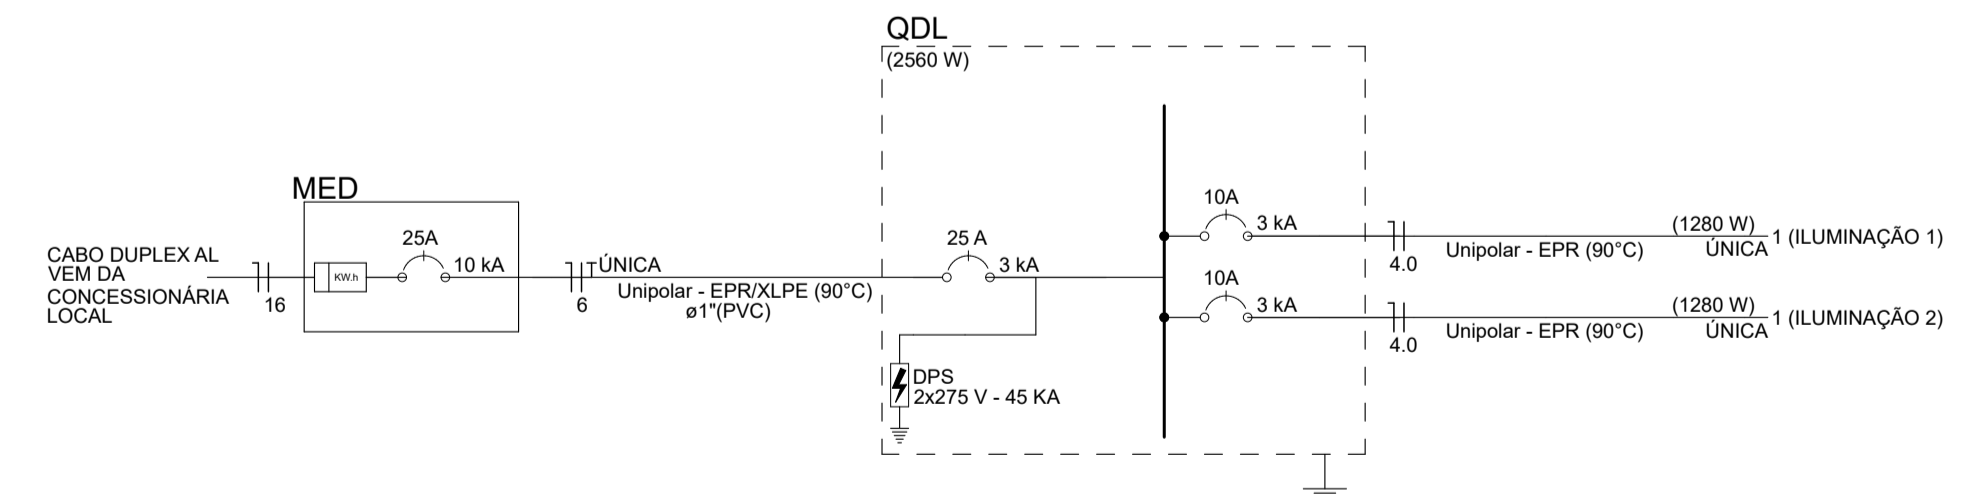 QDL
(2560 W)
MED
CABO DUPLEX AL
VEM DA
CONCESSIONÁRIA
LOCAL
16
KW.h
25A
10 kA
6
ÚNICA
Unipolar - EPR/XLPE (90°C)
ø1"(PVC)
25 A
3 kA
DPS
2x275 V - 45 KA
10A
3 kA
4.0
Unipolar - EPR (90°C)
(1280 W)
ÚNICA
1 (ILUMINAÇÃO 1)
10A
3 kA
4.0
Unipolar - EPR (90°C)
(1280 W)
ÚNICA
1 (ILUMINAÇÃO 2)